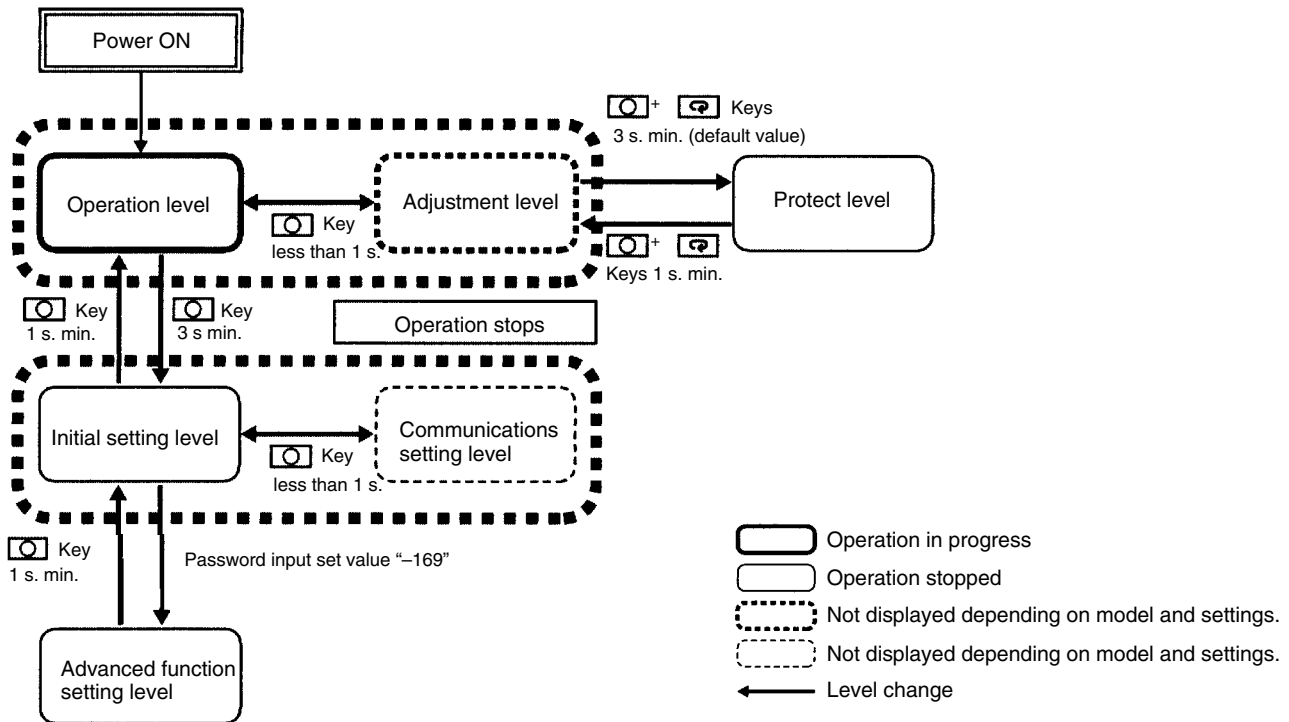 Power ON
+ Keys
3 s. min. (default value)
Operation level
Key
less than 1 s.
Adjustment level
Protect level
+
Keys 1 s. min.
Key
1 s. min.
Key
3 s min.
Operation stops
Initial setting level
Key
less than 1 s.
Communications
setting level
Key
1 s. min.
Password input set value “–169”
Advanced function
setting level
Operation in progress
Operation stopped
Not displayed depending on model and settings.
Not displayed depending on model and settings.
Level change